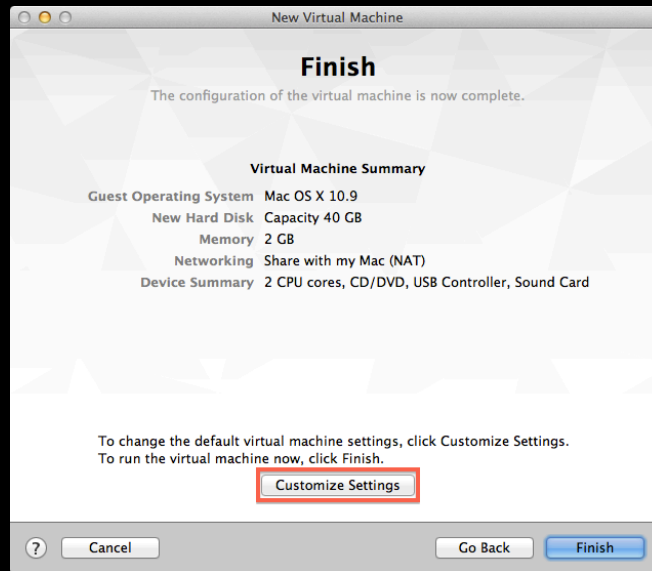 New Virtual Machine
Finish
The configuration of the virtual machine is now complete.
Virtual Machine Summary
Guest Operating System Mac OS X 10.9
New Hard Disk Capacity 40 GB
Memory 2 GB
Networking Share with my Mac (NAT)
Device Summary 2 CPU cores, CD/DVD, USB Controller, Sound Card
To change the default virtual machine settings, click Customize Settings.
To run the virtual machine now, click Finish.
Customize Settings
? Cancel Go Back Finish